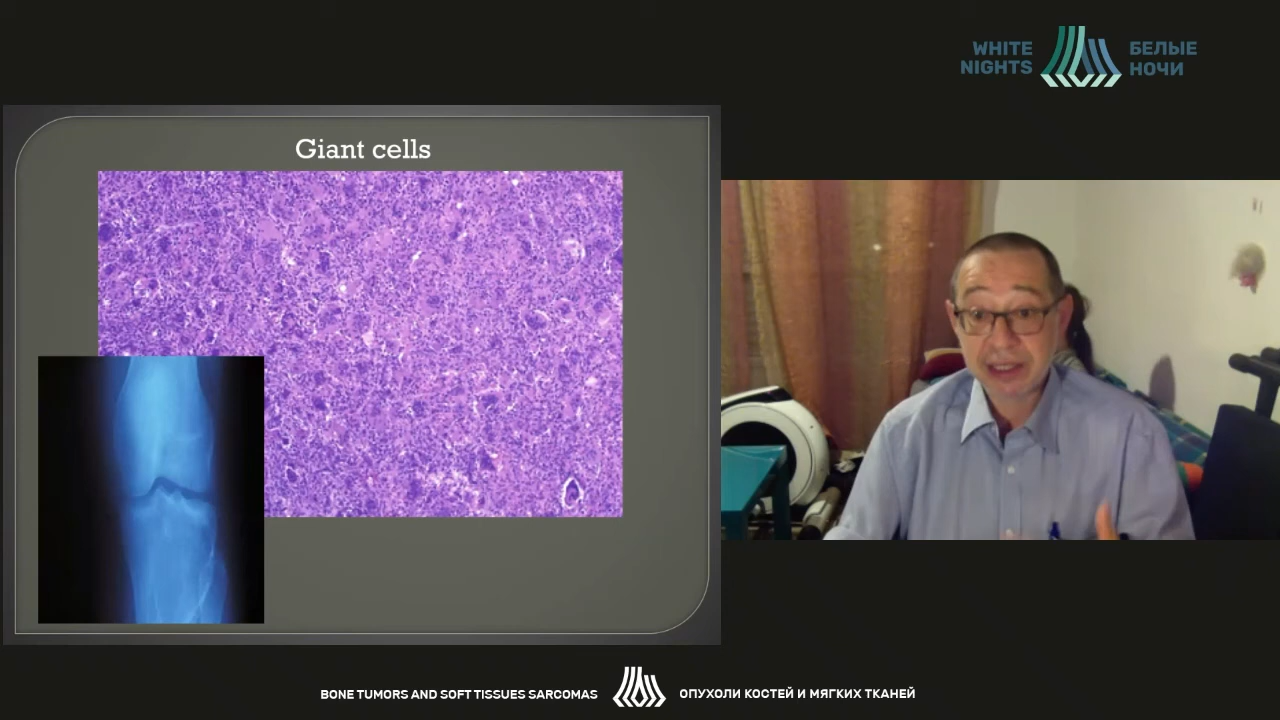 WHITE
NIGHTS
БЕЛЫЕ
НОЧИ
Giant cells
BONE TUMORS AND SOFT TISSUES SARCOMAS
ОПУХОЛИ КОСТЕЙ И МЯГКИХ ТКАНЕЙ